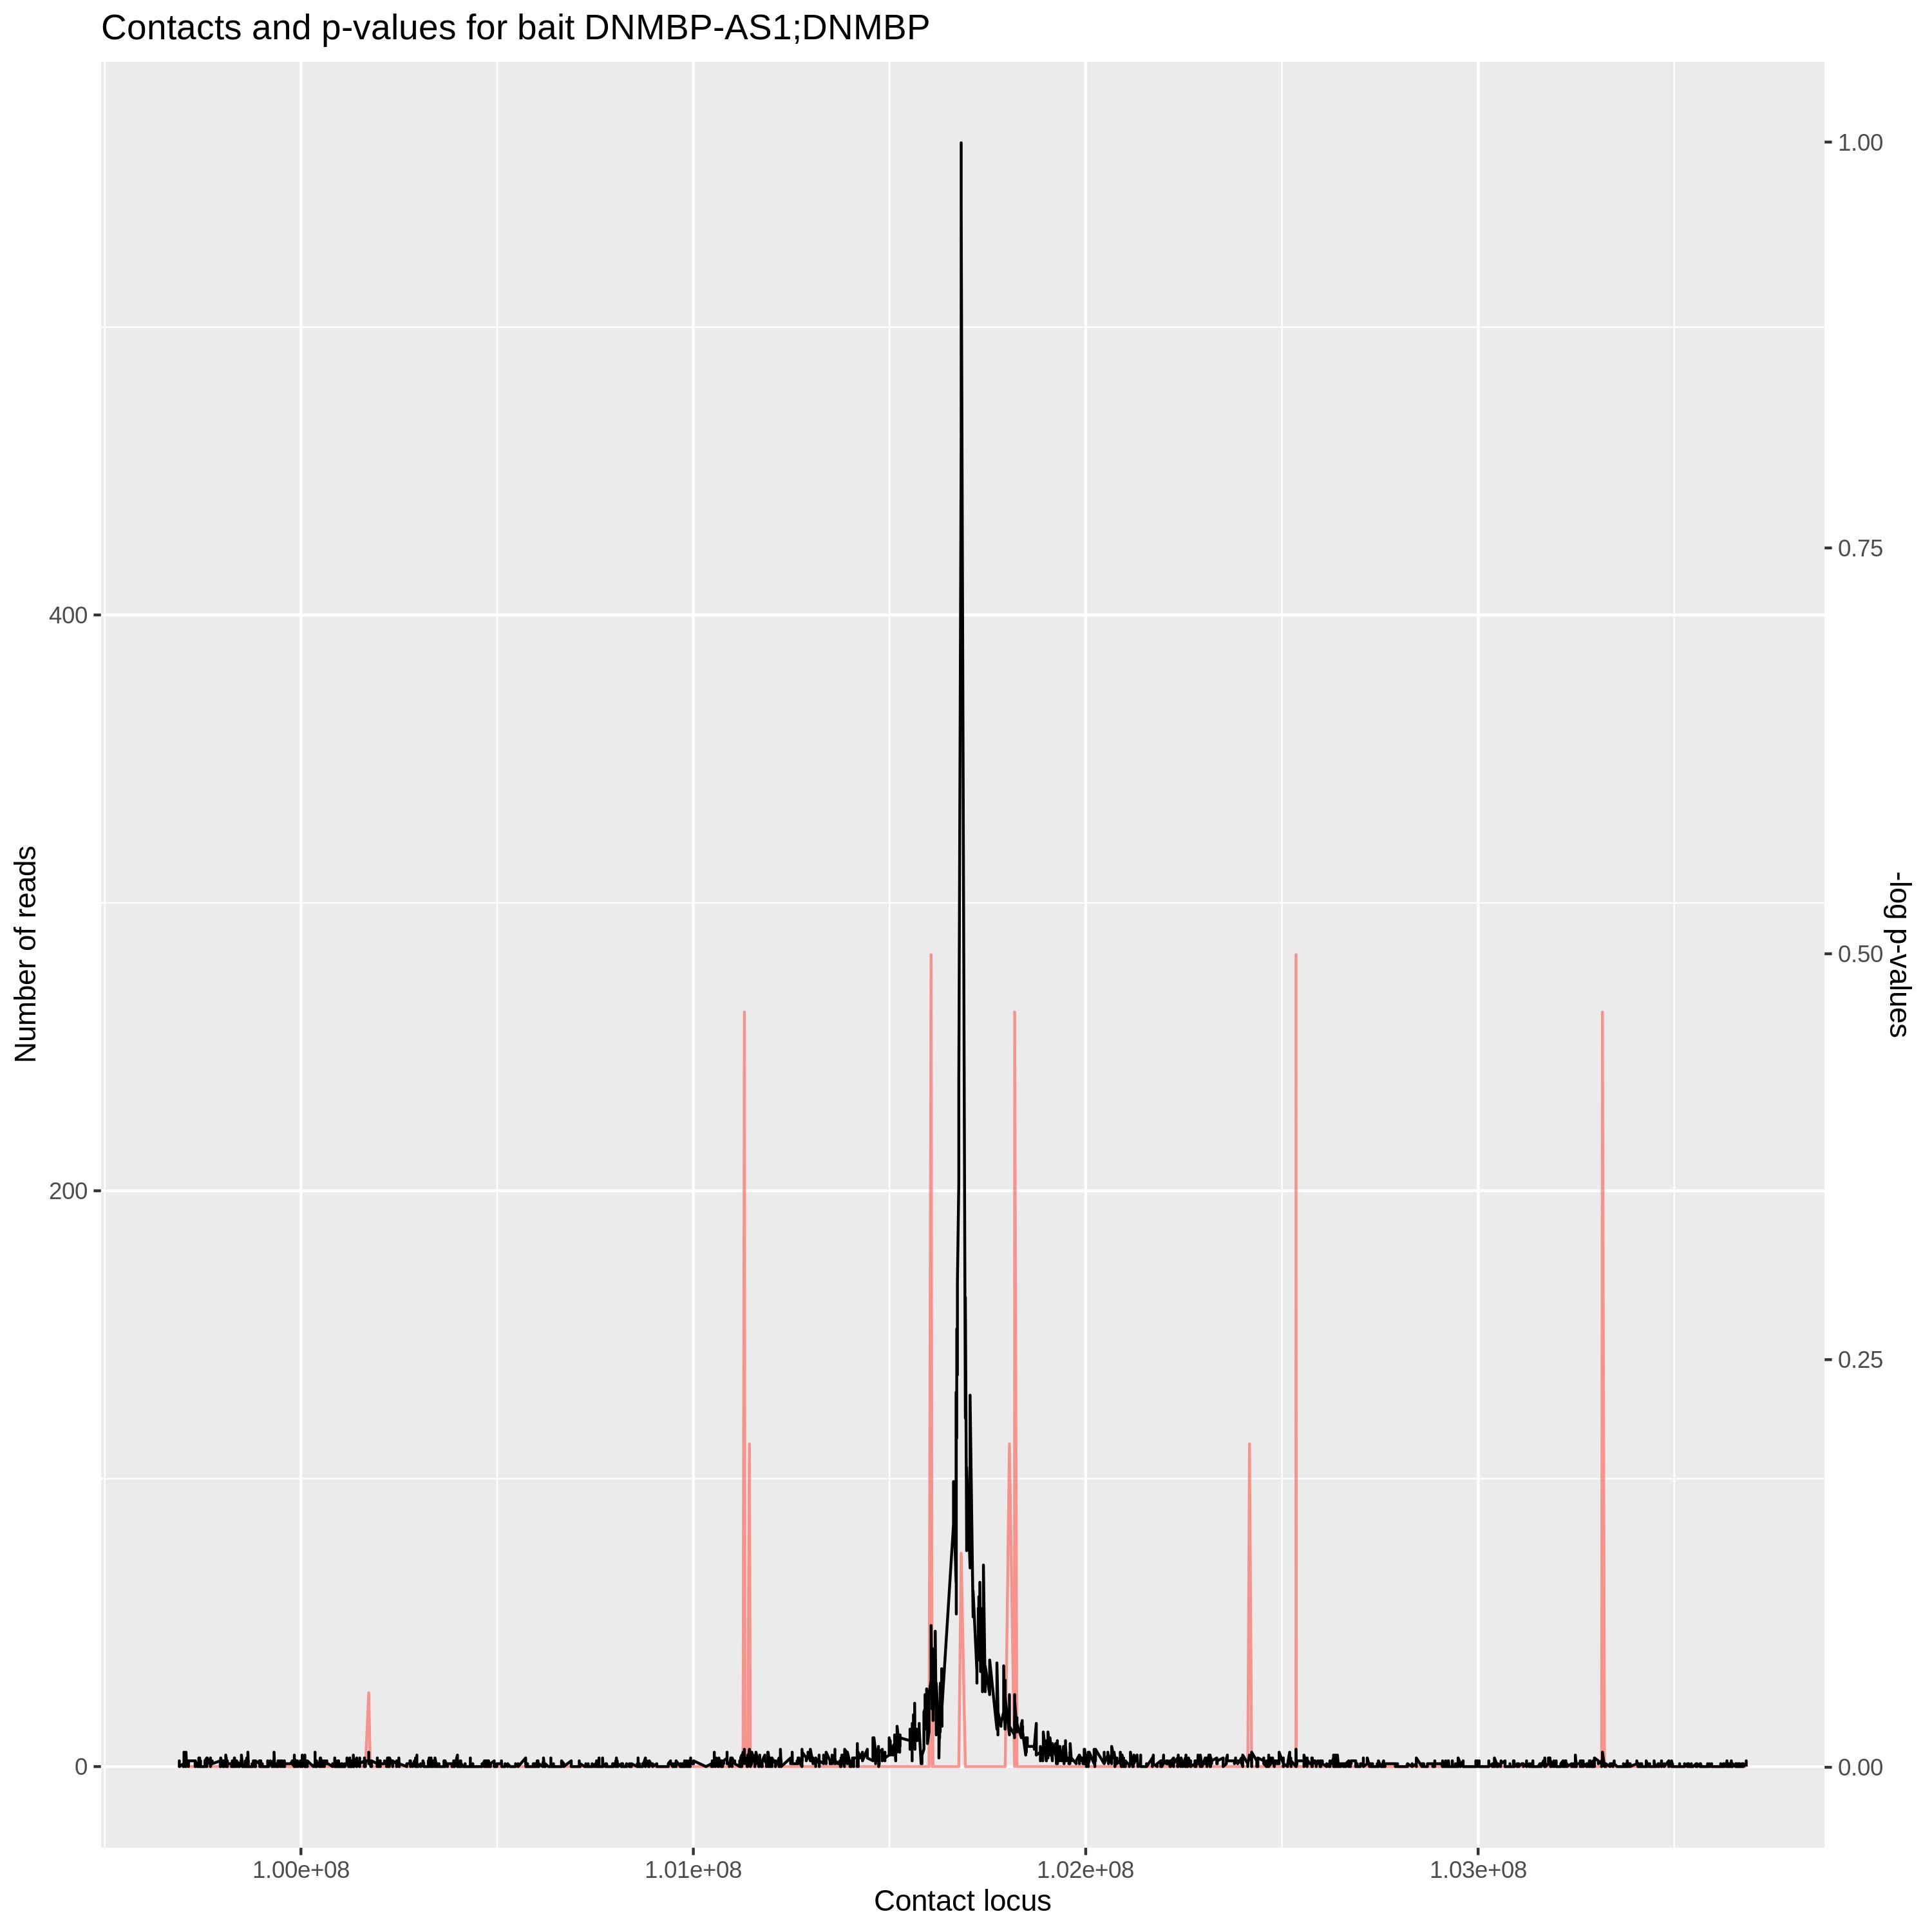 Contacts and p-values for bait DNMBP-AS1;DNMBP
Number of reads
400
200
0
1.00
0.75
0.50
0.25
0.00
-log p-values
1.00e+08 1.01e+08 1.02e+08 1.03e+08
Contact locus